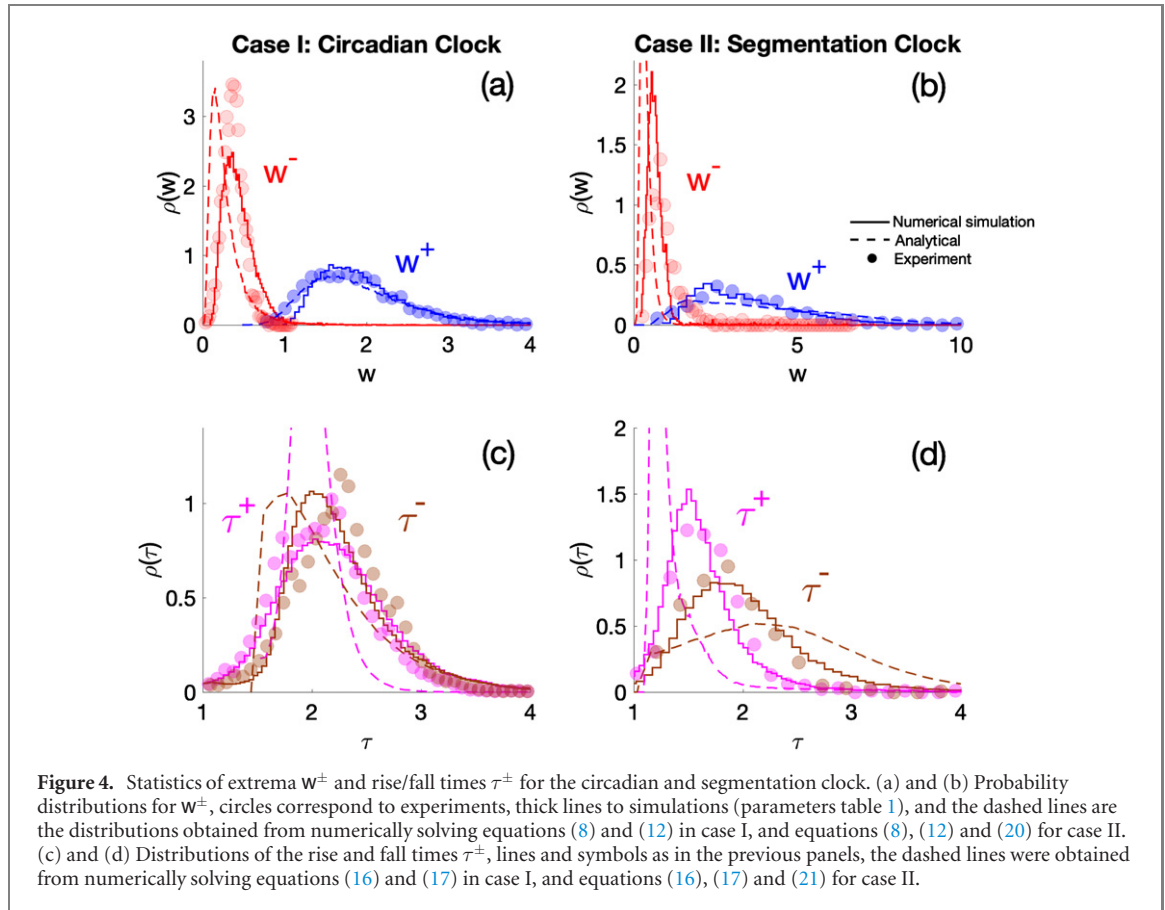 Case I: Circadian Clock
Case II: Segmentation Clock
(a)
3
2
1
0
ρ(w)
w⁻
w⁺
0 1 2 3 4
w
(b)
2
1.5
1
0.5
0
ρ(w)
w⁻
w⁺
Numerical simulation
Analytical
Experiment
0 5 10
w
(c)
1
0.5
0
ρ(τ)
τ⁺
τ⁻
1 2 3 4
τ
(d)
2
1.5
1
0.5
0
ρ(τ)
τ⁺
τ⁻
1 2 3 4
τ
Figure 4. Statistics of extrema w± and rise/fall times τ± for the circadian and segmentation clock. (a) and (b) Probability
distributions for w±, circles correspond to experiments, thick lines to simulations (parameters table 1), and the dashed lines are
the distributions obtained from numerically solving equations (8) and (12) in case I, and equations (8), (12) and (20) for case II.
(c) and (d) Distributions of the rise and fall times τ±, lines and symbols as in the previous panels, the dashed lines were obtained
from numerically solving equations (16) and (17) in case I, and equations (16), (17) and (21) for case II.